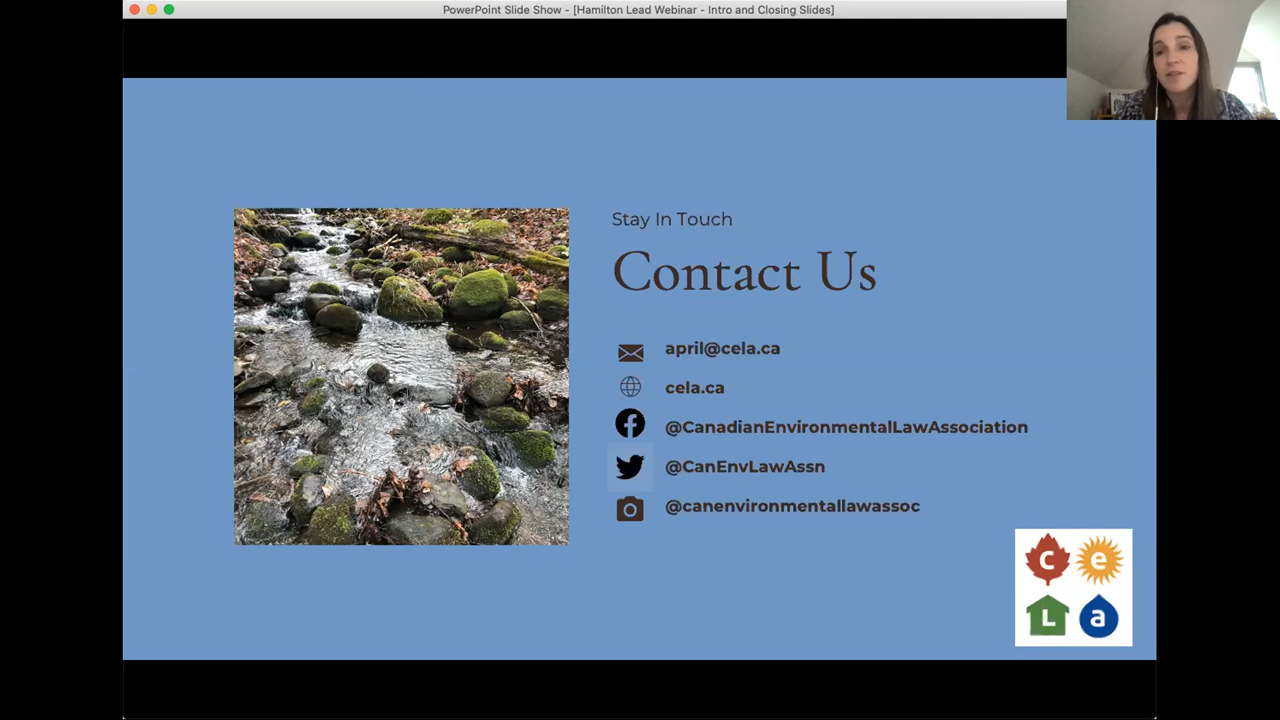 PowerPoint Slide Show - [Hamilton Lead Webinar - Intro and Closing Slides]
Stay In Touch
Contact Us
april@cela.ca
cela.ca
@CanadianEnvironmentalLawAssociation
@CanEnvLawAssn
@canenvironmentallawassoc
c e
L a